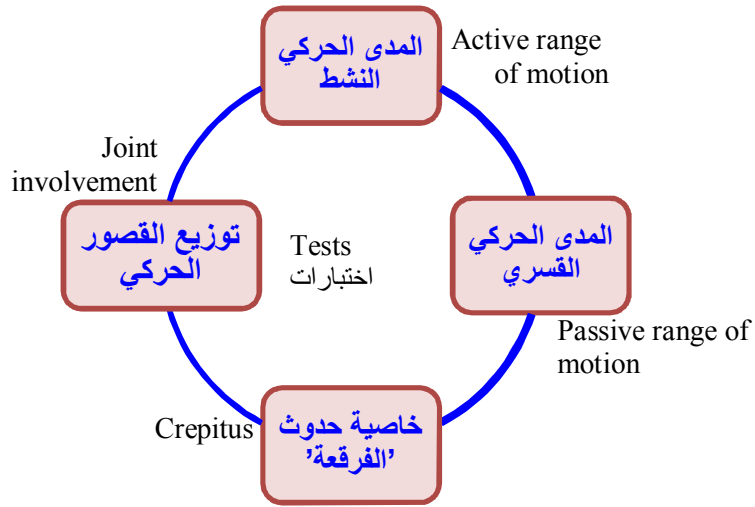 المدى الحركي
النشط
Active range
of motion
Joint
involvement
توزيع القصور
الحركي
Tests
اختبارات
المدى الحركي
القسري
Passive range of
motion
Crepitus
خاصية حدوث
'الفرقعة'